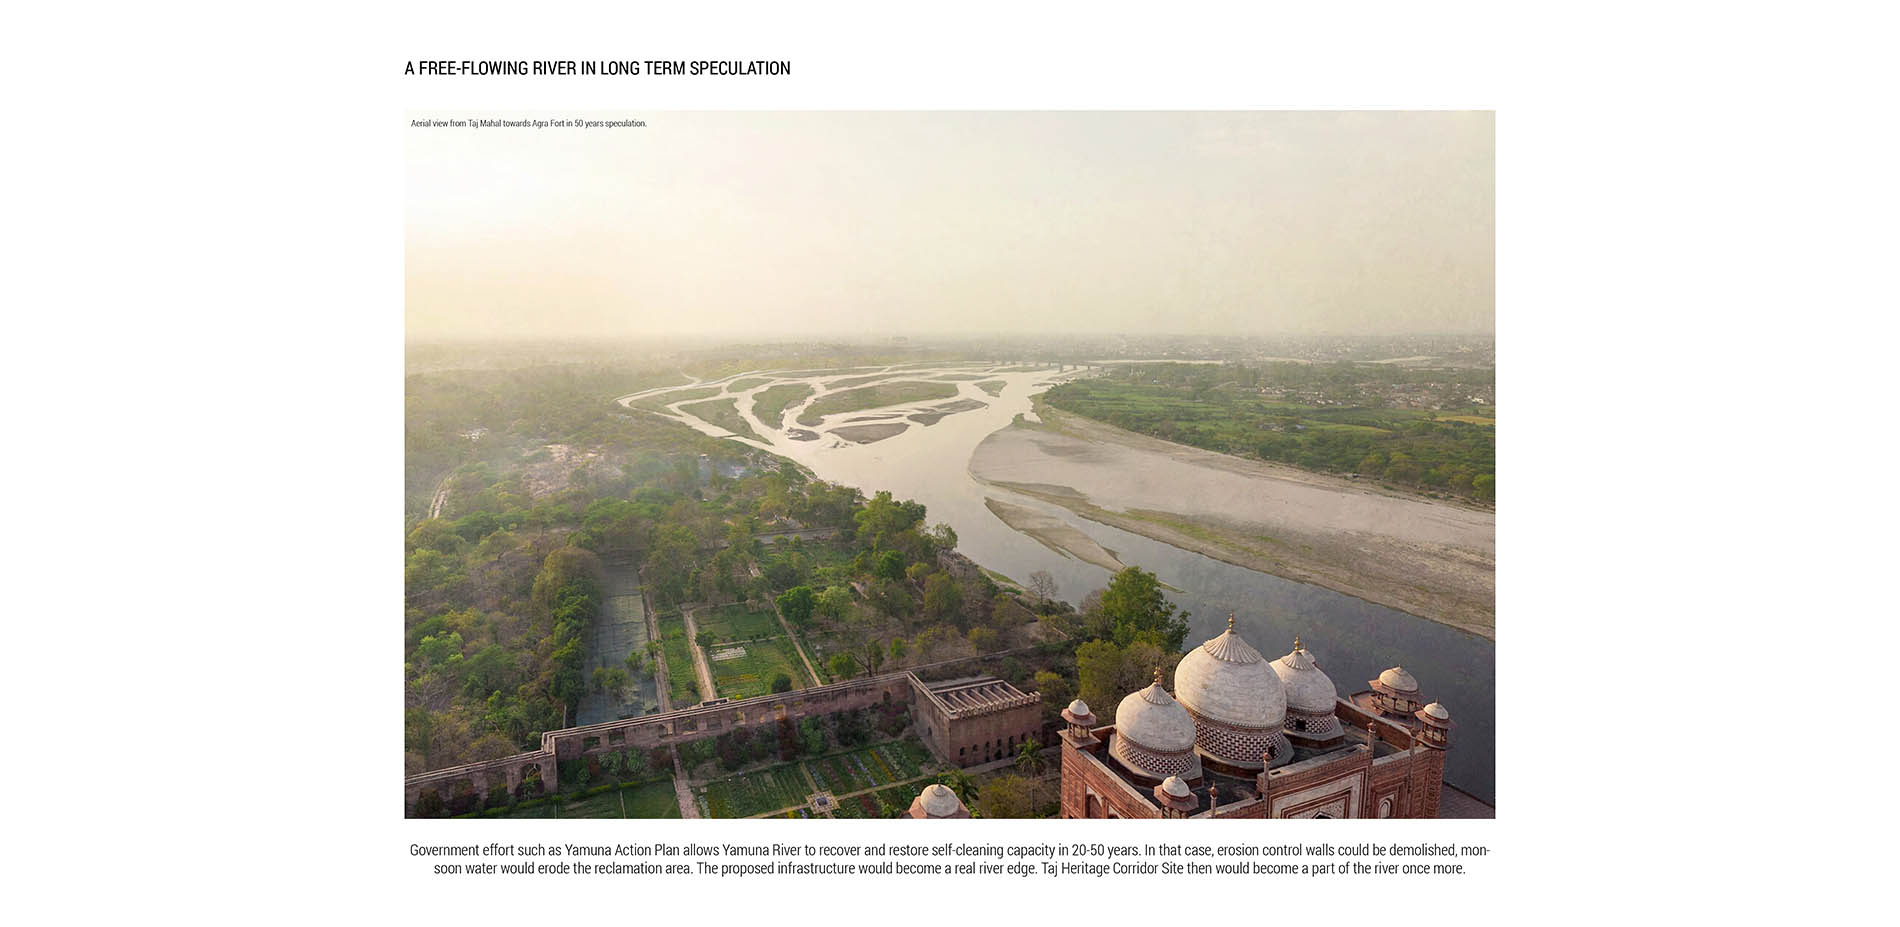 A FREE-FLOWING RIVER IN LONG TERM SPECULATION
Aerial view from Taj Mahal towards Agra Fort in 50 years speculation.
Government effort such as Yamuna Action Plan allows Yamuna River to recover and restore self-cleaning capacity in 20-50 years. In that case, erosion control walls could be demolished, mon-
soon water would erode the reclamation area. The proposed infrastructure would become a real river edge. Taj Heritage Corridor Site then would become a part of the river once more.